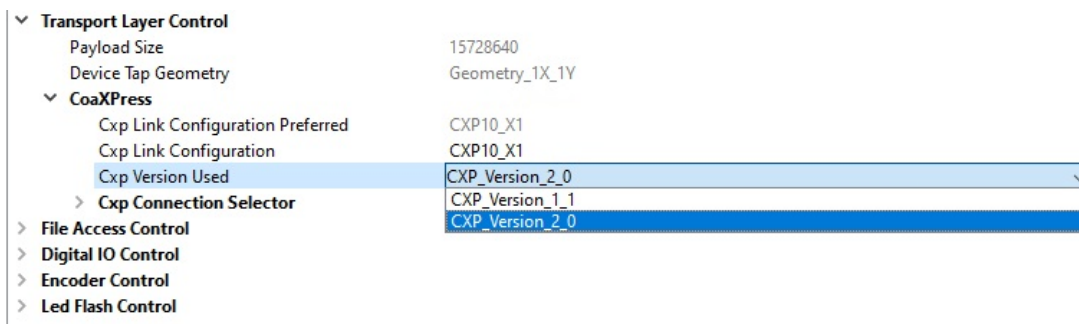 Transport Layer Control
Payload Size 15728640
Device Tap Geometry Geometry_1X_1Y
CoaXPress
Cxp Link Configuration Preferred CXP10_X1
Cxp Link Configuration CXP10_X1
Cxp Version Used CXP_Version_2_0
Cxp Connection Selector CXP_Version_1_1
File Access Control CXP_Version_2_0
Digital IO Control
Encoder Control
Led Flash Control